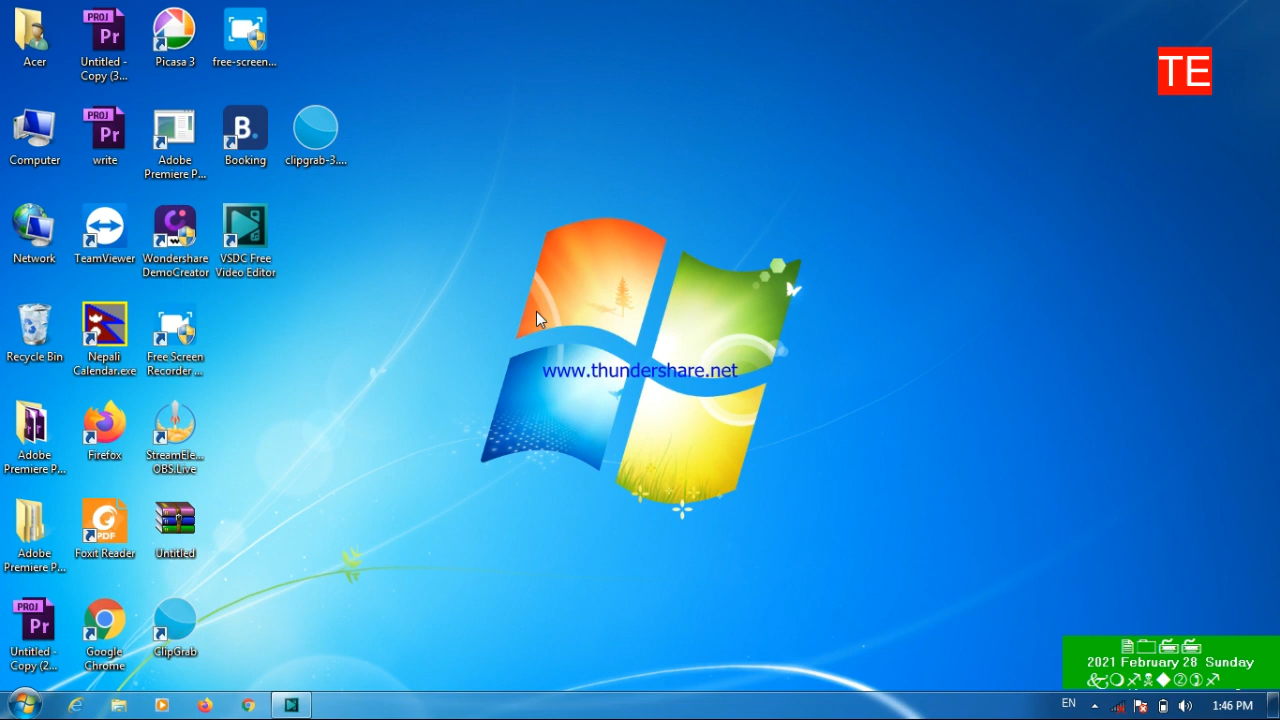 Acer
Untitled -
Copy (3...
Picasa 3
free-screen...
TE
Computer
write
Adobe
Premiere P...
Booking
clipgrab-3....
Network
TeamViewer
Wondershare
DemoCreator
VSDC Free
Video Editor
Recycle Bin
Nepali
Calendar.exe
Free Screen
Recorder ...
www.thundershare.net
Adobe
Premiere P...
Firefox
StreamEle...
OBS.Live
Adobe
Premiere P...
Foxit Reader
Untitled
Untitled -
Copy (2...
Google
Chrome
ClipGrab
2021 February 28 Sunday
EN
1:46 PM